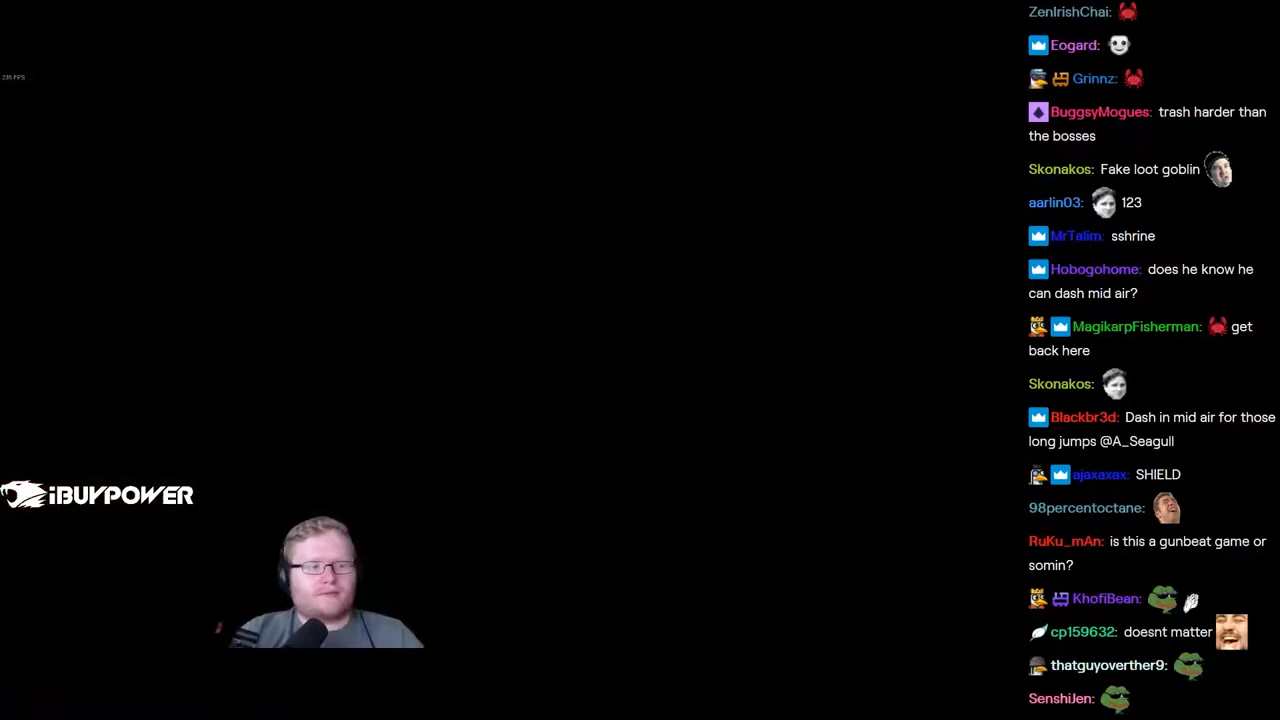 ZenIrishChai:
Eogard:
235 FPS
Grinnz:
BuggsyMogues: trash harder than
the bosses
Skonakos: Fake loot goblin
aarlin03: 123
MrTalim: sshrine
Hobogohome: does he know he
can dash mid air?
MagikarpFisherman: get
back here
Skonakos:
Blackbr3d: Dash in mid air for those
long jumps @A_Seagull
ajaxaxax: SHIELD
iBUYPOWER
98percentoctane:
RuKu_mAn: is this a gunbeat game or
somin?
KhofiBean:
cp159632: doesnt matter
thatguyoverther9:
SenshiJen: